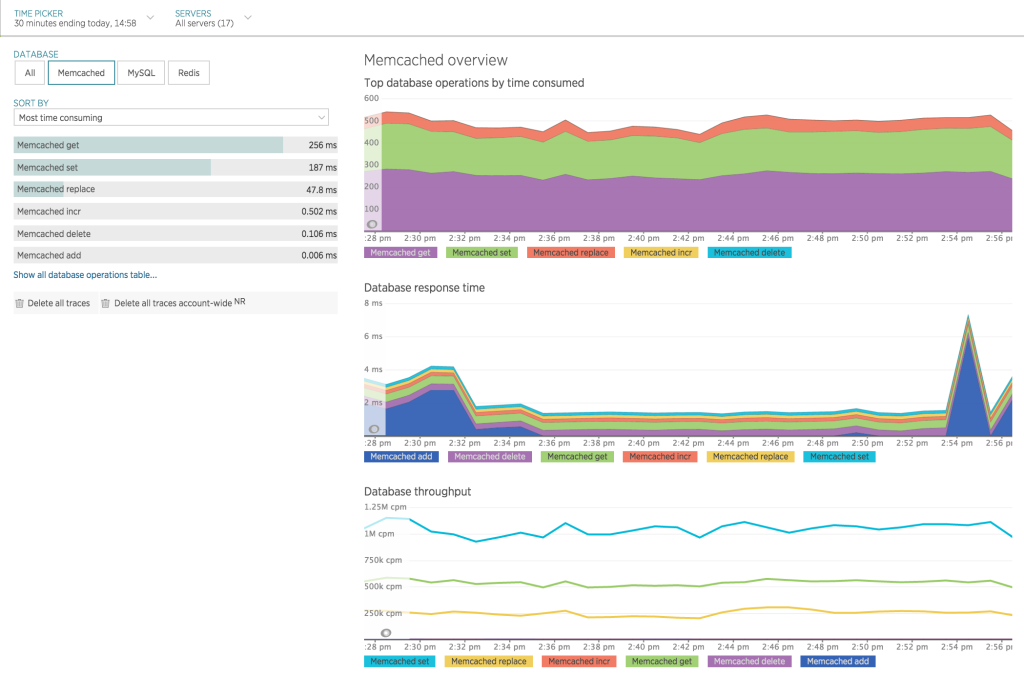 TIME PICKER
30 minutes ending today, 14:58
SERVERS
All servers (17)
DATABASE
All Memcached MySQL Redis
SORT BY
Most time consuming
Memcached get 256 ms
Memcached set 187 ms
Memcached replace 47.8 ms
Memcached incr 0.502 ms
Memcached delete 0.106 ms
Memcached add 0.006 ms
Show all database operations table...
Delete all traces Delete all traces account-wide NR
Memcached overview
Top database operations by time consumed
600
500
400
300
200
100
:28 pm 2:30 pm 2:32 pm 2:34 pm 2:36 pm 2:38 pm 2:40 pm 2:42 pm 2:44 pm 2:46 pm 2:48 pm 2:50 pm 2:52 pm 2:54 pm 2:56 p
Memcached get Memcached set Memcached replace Memcached incr Memcached delete
Database response time
8 ms
6 ms
4 ms
2 ms
:28 pm 2:30 pm 2:32 pm 2:34 pm 2:36 pm 2:38 pm 2:40 pm 2:42 pm 2:44 pm 2:46 pm 2:48 pm 2:50 pm 2:52 pm 2:54 pm 2:56 p
Memcached add Memcached delete Memcached get Memcached incr Memcached replace Memcached set
Database throughput
1.25M cpm
1M cpm
750k cpm
500k cpm
250k cpm
:28 pm 2:30 pm 2:32 pm 2:34 pm 2:36 pm 2:38 pm 2:40 pm 2:42 pm 2:44 pm 2:46 pm 2:48 pm 2:50 pm 2:52 pm 2:54 pm 2:56 p
Memcached set Memcached replace Memcached incr Memcached get Memcached delete Memcached add